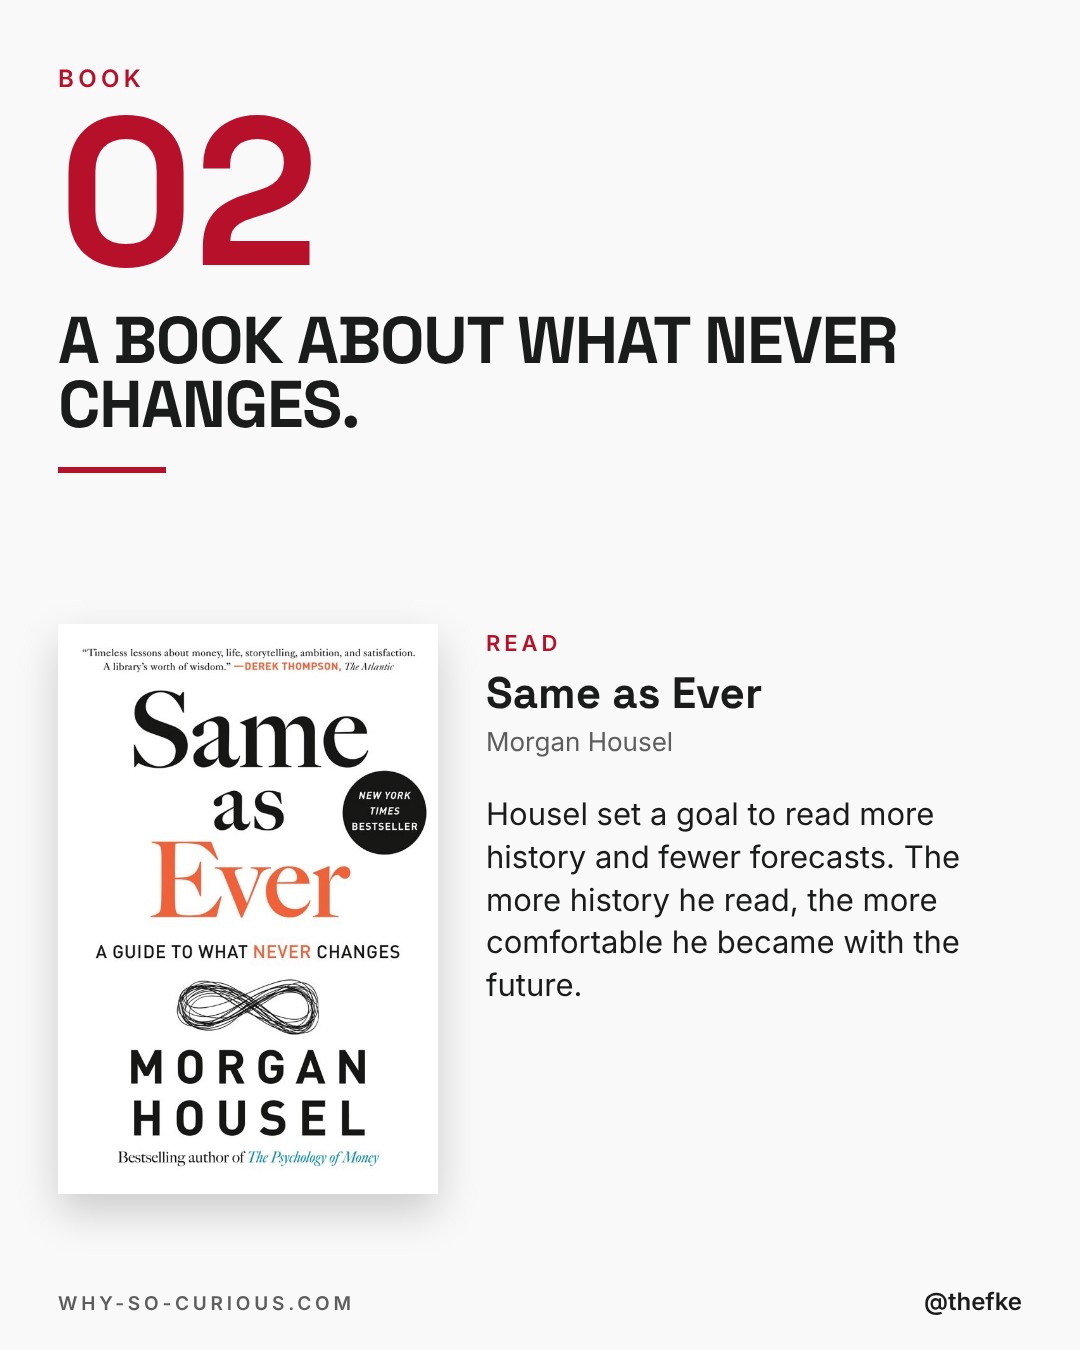 BOOK
02
A BOOK ABOUT WHAT NEVER
CHANGES.
“Timeless lessons about money, life, storytelling, ambition, and satisfaction.
A library’s worth of wisdom.” —DEREK THOMPSON, The Atlantic
Same
as
Ever
NEW YORK
TIMES
BESTSELLER
A GUIDE TO WHAT NEVER CHANGES
MORGAN
HOUSEL
Bestselling author of The Psychology of Money
READ
Same as Ever
Morgan Housel
Housel set a goal to read more
history and fewer forecasts. The
more history he read, the more
comfortable he became with the
future.
WHY-SO-CURIOUS.COM
@thefke